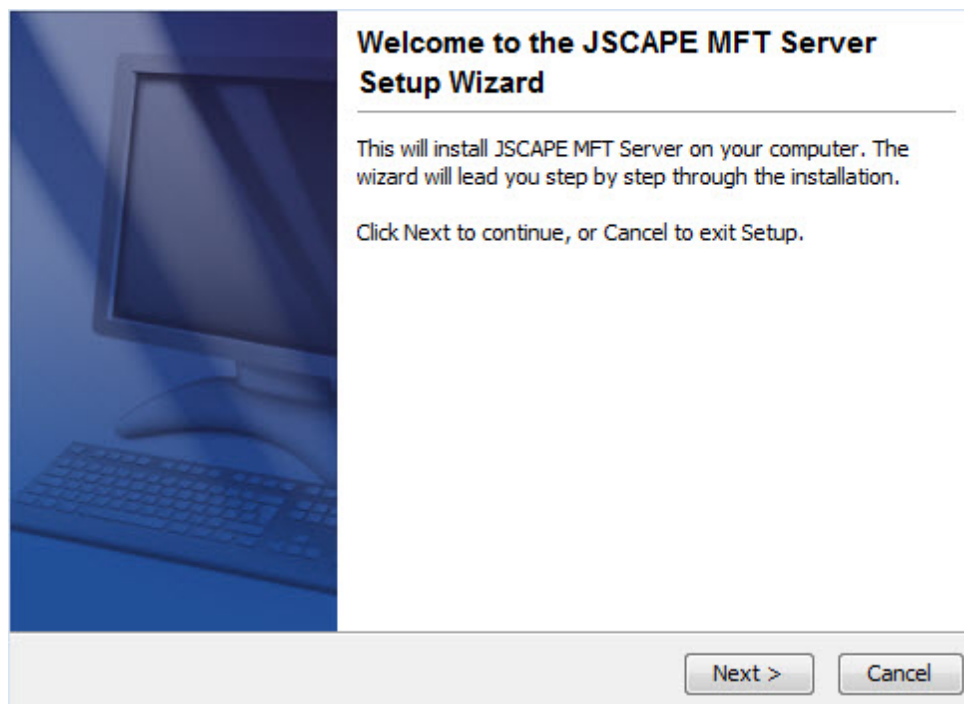 Welcome to the JSCAPE MFT Server
Setup Wizard
This will install JSCAPE MFT Server on your computer. The
wizard will lead you step by step through the installation.
Click Next to continue, or Cancel to exit Setup.
Next >
Cancel